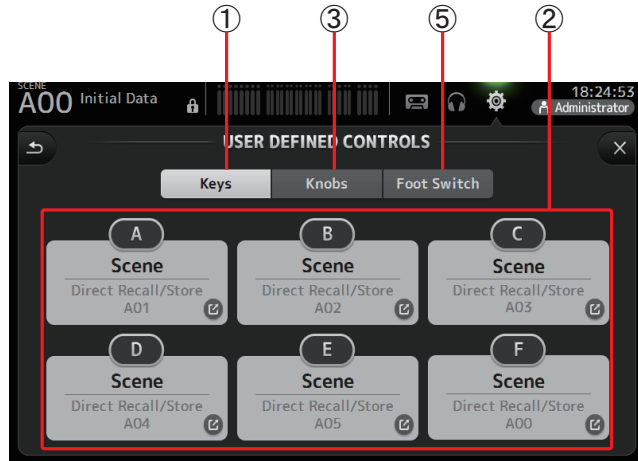 ① ③ ⑤ ②
SCENE
A00 Initial Data
18:24:53
Administrator
USER DEFINED CONTROLS
Keys Knobs Foot Switch
A B C
Scene Scene Scene
Direct Recall/Store Direct Recall/Store Direct Recall/Store
A01 A02 A03
D E F
Scene Scene Scene
Direct Recall/Store Direct Recall/Store Direct Recall/Store
A04 A05 A00